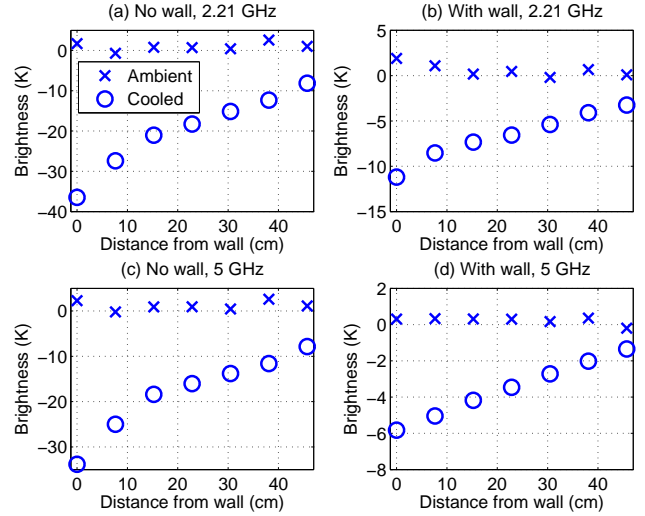 (a) No wall, 2.21 GHz
Brightness (K)
0
−10
−20
−30
−40
× Ambient
○ Cooled
0 10 20 30 40
Distance from wall (cm)
(b) With wall, 2.21 GHz
Brightness (K)
5
0
−5
−10
−15
0 10 20 30 40
Distance from wall (cm)
(c) No wall, 5 GHz
Brightness (K)
0
−10
−20
−30
0 10 20 30 40
Distance from wall (cm)
(d) With wall, 5 GHz
Brightness (K)
2
0
−2
−4
−6
−8
0 10 20 30 40
Distance from wall (cm)